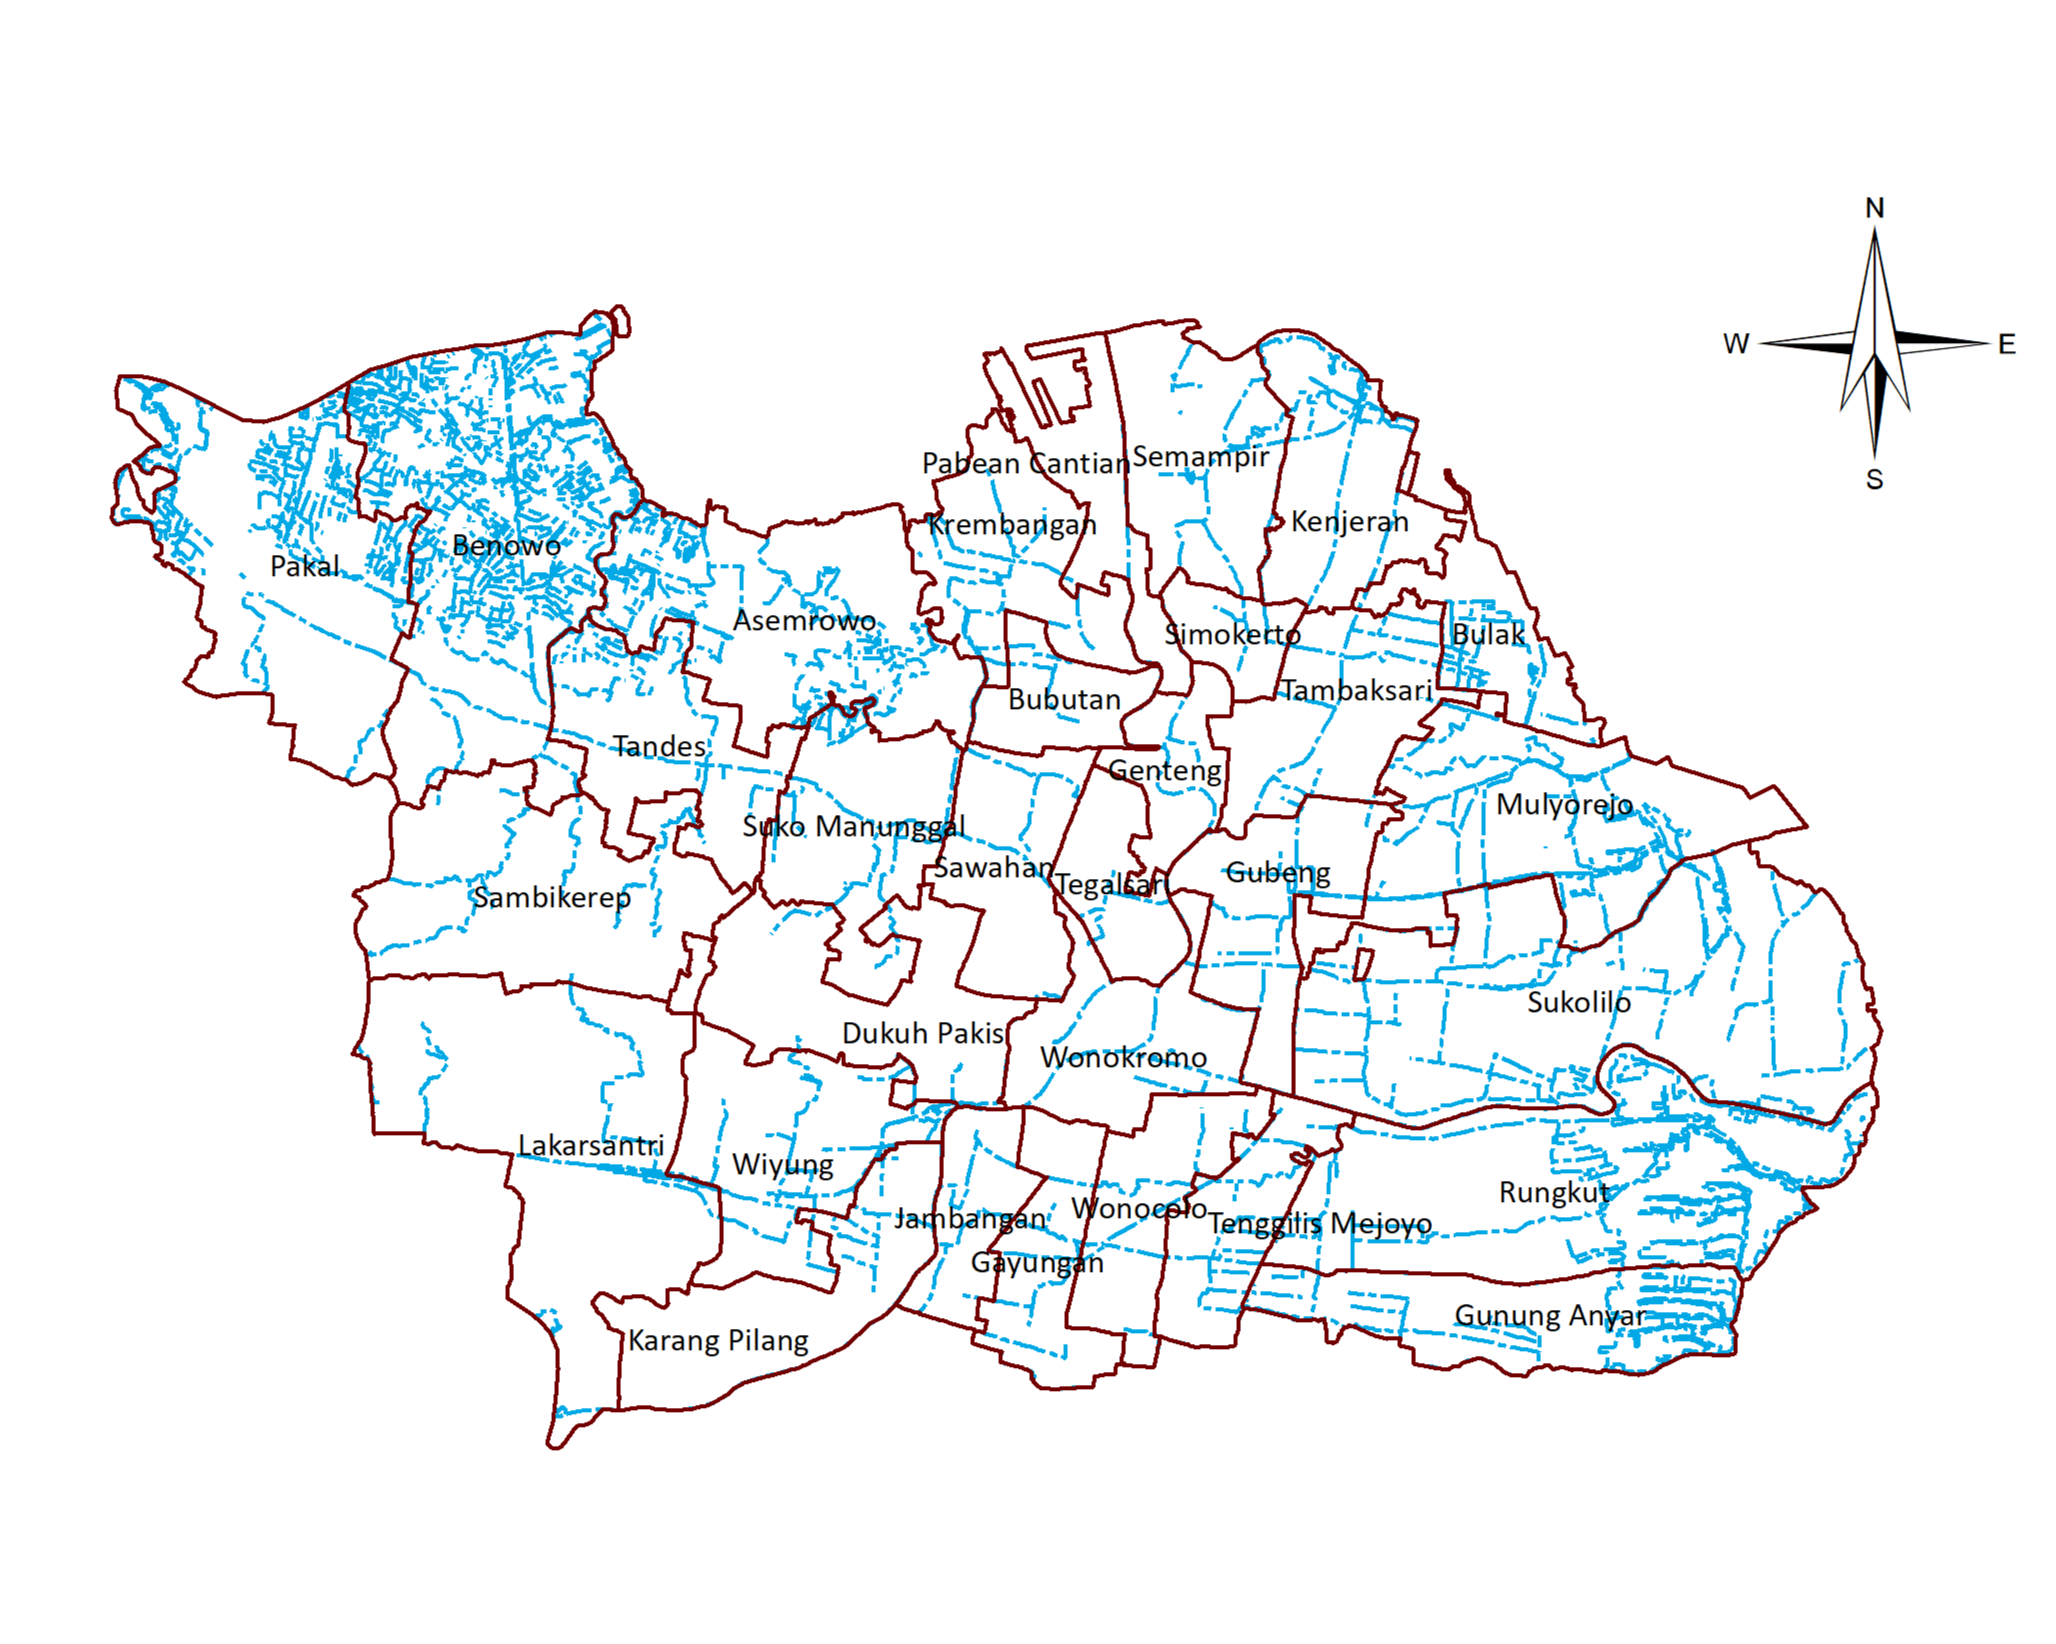 N
W
E
S
Pabean Cantian
Semampir
Krembangan
Kenjeran
Benowo
Pakal
Asemrowo
Simokerto
Bulak
Bubutan
Tambaksari
Tandes
Genteng
Mulyorejo
Suko Manunggal
Sawahan
Tegalsari
Gubeng
Sambikerep
Sukolilo
Dukuh Pakis
Wonokromo
Lakarsantri
Wiyung
Rungkut
Jambangan
Wonocolo
Tenggilis Mejoyo
Gayungan
Gunung Anyar
Karang Pilang